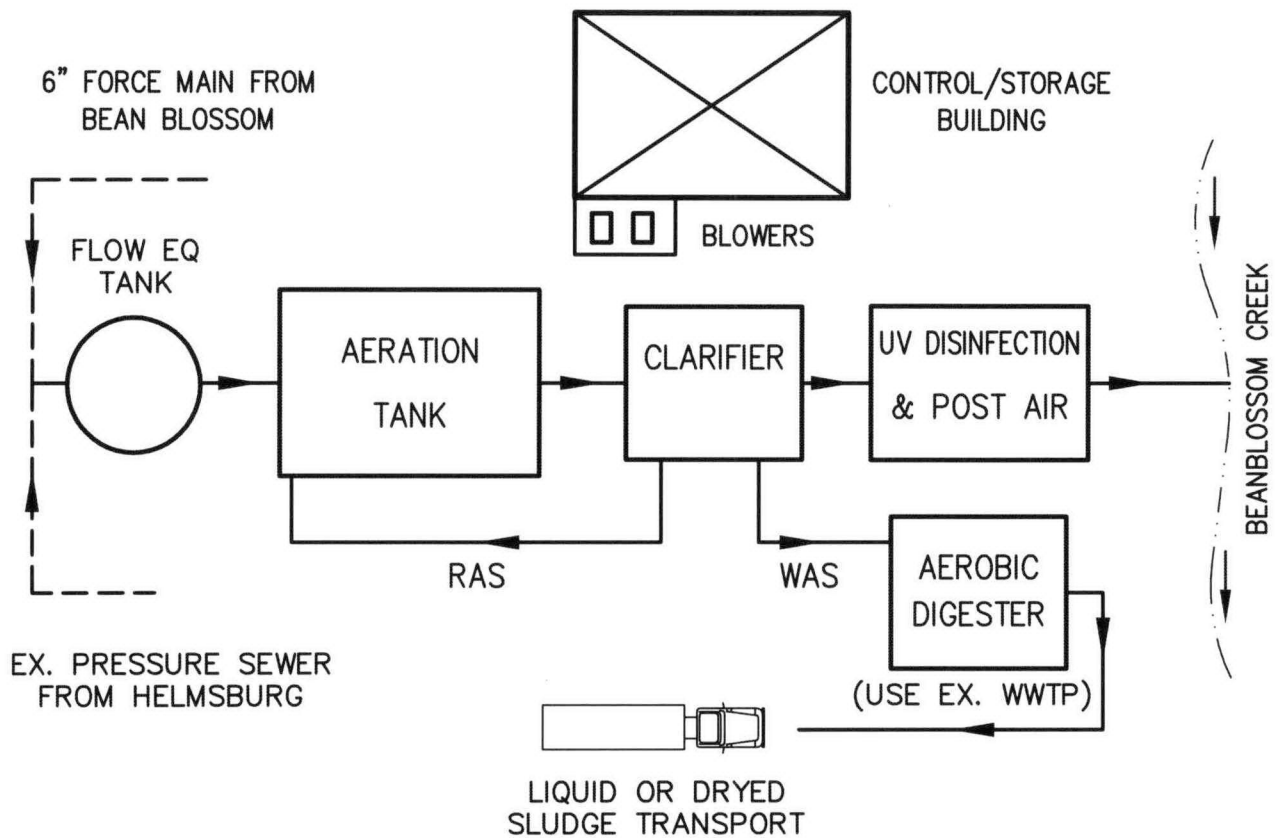 6" FORCE MAIN FROM
BEAN BLOSSOM
CONTROL/STORAGE
BUILDING
BLOWERS
FLOW EQ
TANK
AERATION
TANK
CLARIFIER
UV DISINFECTION
& POST AIR
BEANBLOSSOM CREEK
RAS
WAS
AEROBIC
DIGESTER
(USE EX. WWTP)
EX. PRESSURE SEWER
FROM HELMSBURG
LIQUID OR DRYED
SLUDGE TRANSPORT